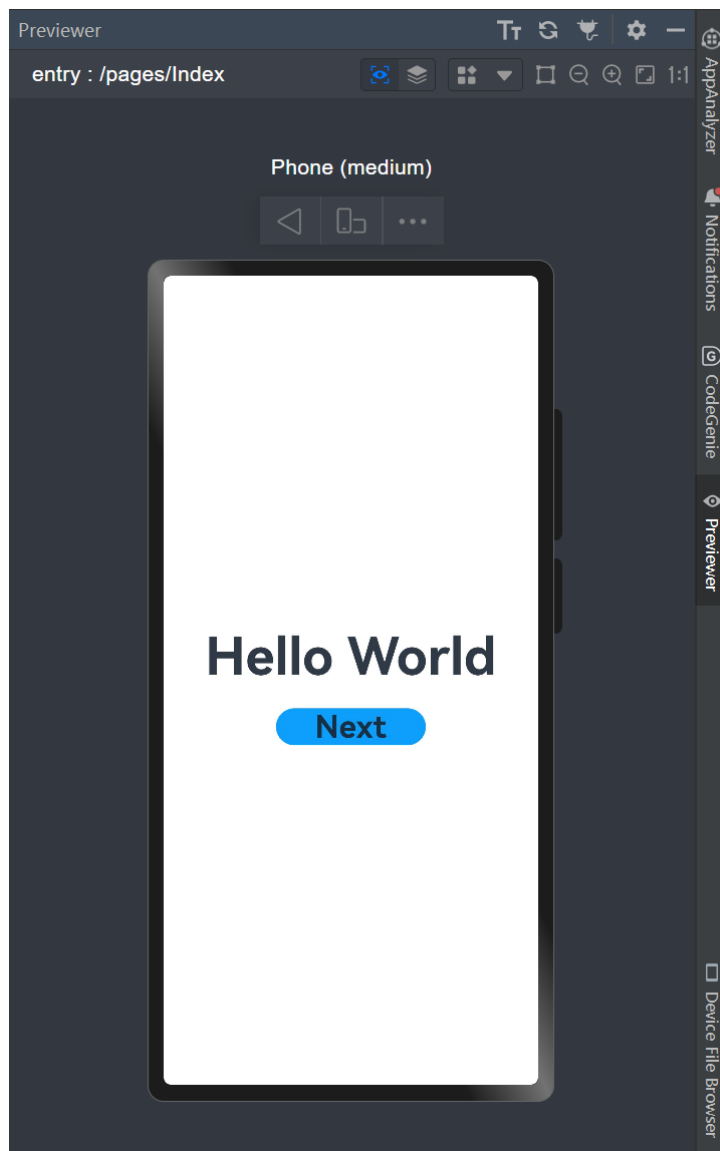 Previewer
entry : /pages/Index
1:1
Phone (medium)
Hello World
Next
AppAnalyzer
Notifications
CodeGenie
Previewer
Device File Browser